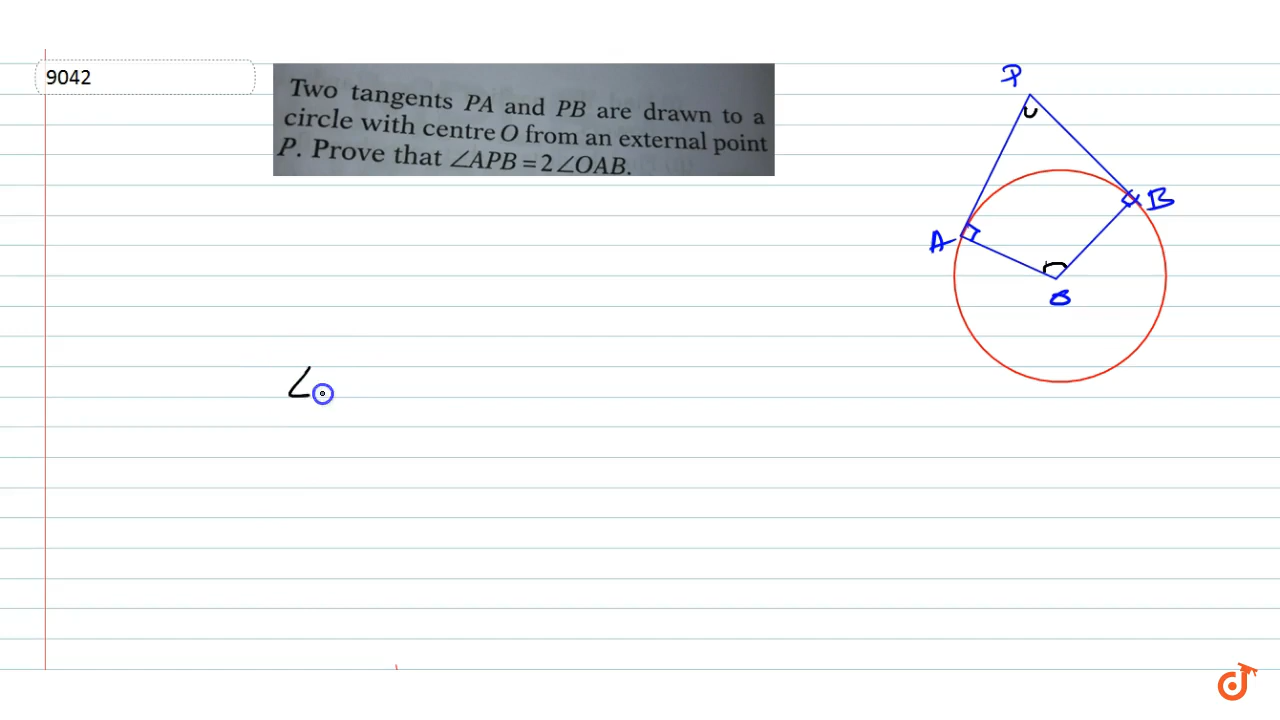 9042
Two tangents PA and PB are drawn to a
circle with centre O from an external point
P. Prove that ∠APB = 2∠OAB.
P
B
A
O
∠